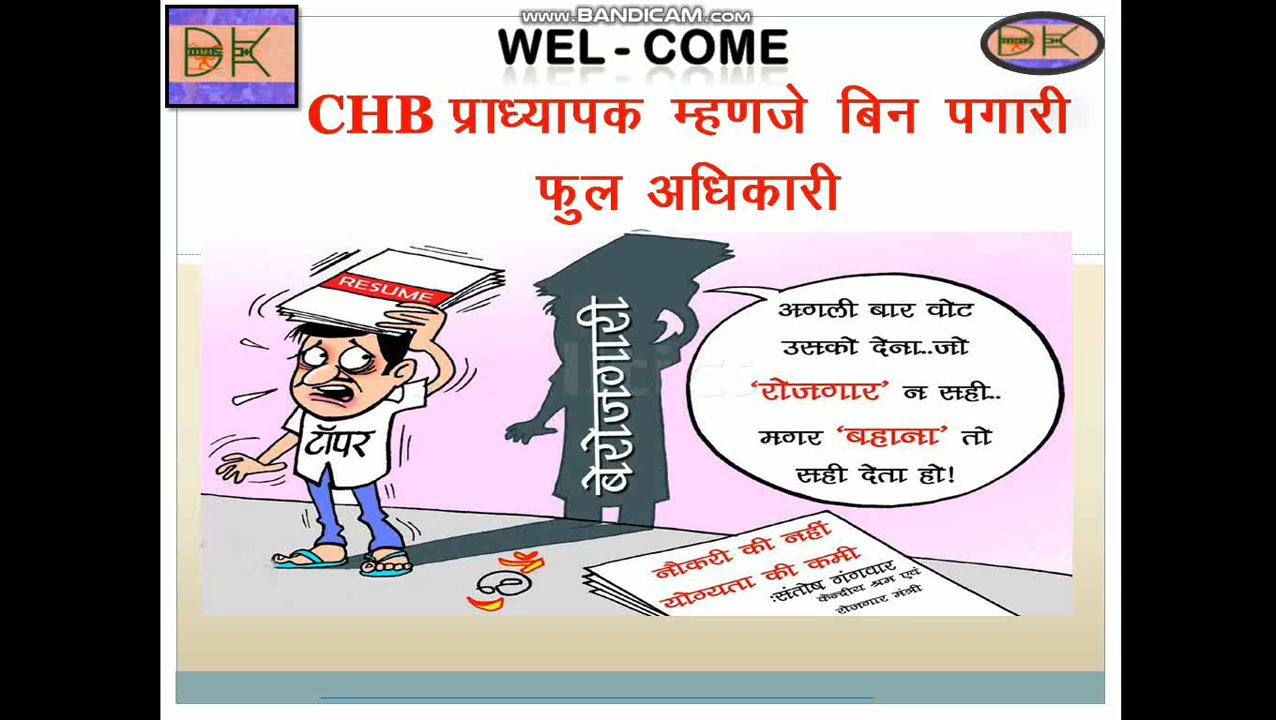 www.BANDICAM.com
WEL - COME
CHB प्राध्यापक म्हणजे बिन पगारी
फुल अधिकारी
RESUME
टॉपर
बेरोजगारी
अगली बार वोट
उसको देना..जो
‘रोजगार’ न सही..
मगर ‘बहाना’ तो
सही देता हो!
नौकरी की नहीं
योग्यता की कमी
:संतोष गंगवार
केन्द्रीय श्रम एवं
रोजगार मंत्री